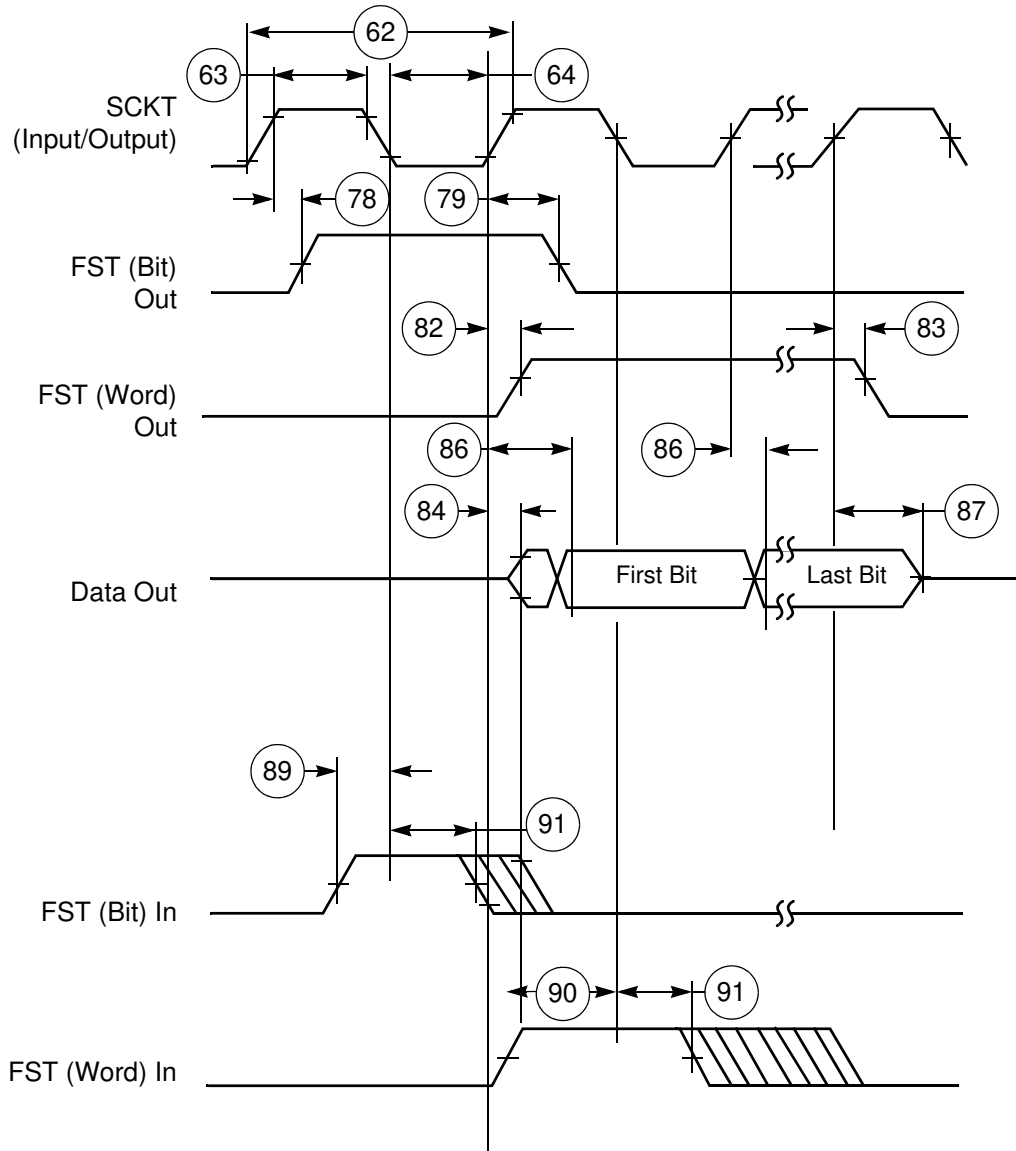 62
63
64
SCKT
(Input/Output)
78
79
FST (Bit)
Out
82
83
FST (Word)
Out
86
86
84
87
First Bit
Last Bit
Data Out
89
91
FST (Bit) In
90
91
FST (Word) In